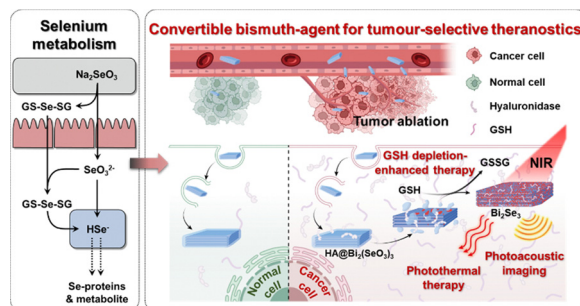 Selenium
metabolism
Na2SeO3
GS-Se-SG
SeO3²⁻
GS-Se-SG
HSe⁻
Se-proteins
& metabolite
Convertible bismuth-agent for tumour-selective theranostics
Cancer cell
Normal cell
Hyaluronidase
GSH
Tumor ablation
GSH depletion-
enhanced therapy
GSSG
NIR
GSH
Bi2Se3
HA@Bi2(SeO3)3
Photothermal
therapy
Photoacoustic
imaging
Normal
cell
Cancer
cell